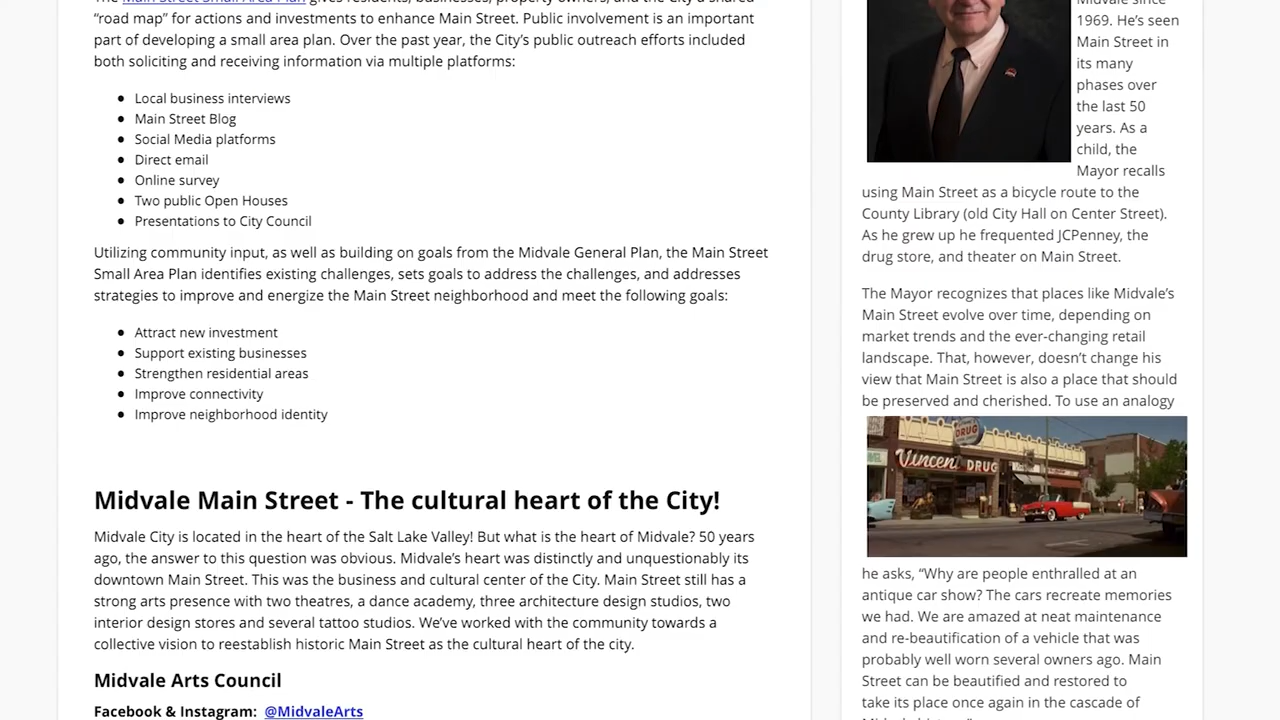 The Main Street Small Area Plan gives residents, businesses, property owners, and the City a shared
“road map” for actions and investments to enhance Main Street. Public involvement is an important
part of developing a small area plan. Over the past year, the City’s public outreach efforts included
both soliciting and receiving information via multiple platforms:
● Local business interviews
● Main Street Blog
● Social Media platforms
● Direct email
● Online survey
● Two public Open Houses
● Presentations to City Council
Utilizing community input, as well as building on goals from the Midvale General Plan, the Main Street
Small Area Plan identifies existing challenges, sets goals to address the challenges, and addresses
strategies to improve and energize the Main Street neighborhood and meet the following goals:
● Attract new investment
● Support existing businesses
● Strengthen residential areas
● Improve connectivity
● Improve neighborhood identity
Midvale Main Street - The cultural heart of the City!
Midvale City is located in the heart of the Salt Lake Valley! But what is the heart of Midvale? 50 years
ago, the answer to this question was obvious. Midvale’s heart was distinctly and unquestionably its
downtown Main Street. This was the business and cultural center of the City. Main Street still has a
strong arts presence with two theatres, a dance academy, three architecture design studios, two
interior design stores and several tattoo studios. We’ve worked with the community towards a
collective vision to reestablish historic Main Street as the cultural heart of the city.
Midvale Arts Council
Facebook & Instagram: @MidvaleArts
Midvale since
1969. He’s seen
Main Street in
its many
phases over
the last 50
years. As a
child, the
Mayor recalls
using Main Street as a bicycle route to the
County Library (old City Hall on Center Street).
As he grew up he frequented JCPenney, the
drug store, and theater on Main Street.
The Mayor recognizes that places like Midvale’s
Main Street evolve over time, depending on
market trends and the ever-changing retail
landscape. That, however, doesn’t change his
view that Main Street is also a place that should
be preserved and cherished. To use an analogy
DRUG
Vincent DRUG
he asks, “Why are people enthralled at an
antique car show? The cars recreate memories
we had. We are amazed at neat maintenance
and re-beautification of a vehicle that was
probably well worn several owners ago. Main
Street can be beautified and restored to
take its place once again in the cascade of